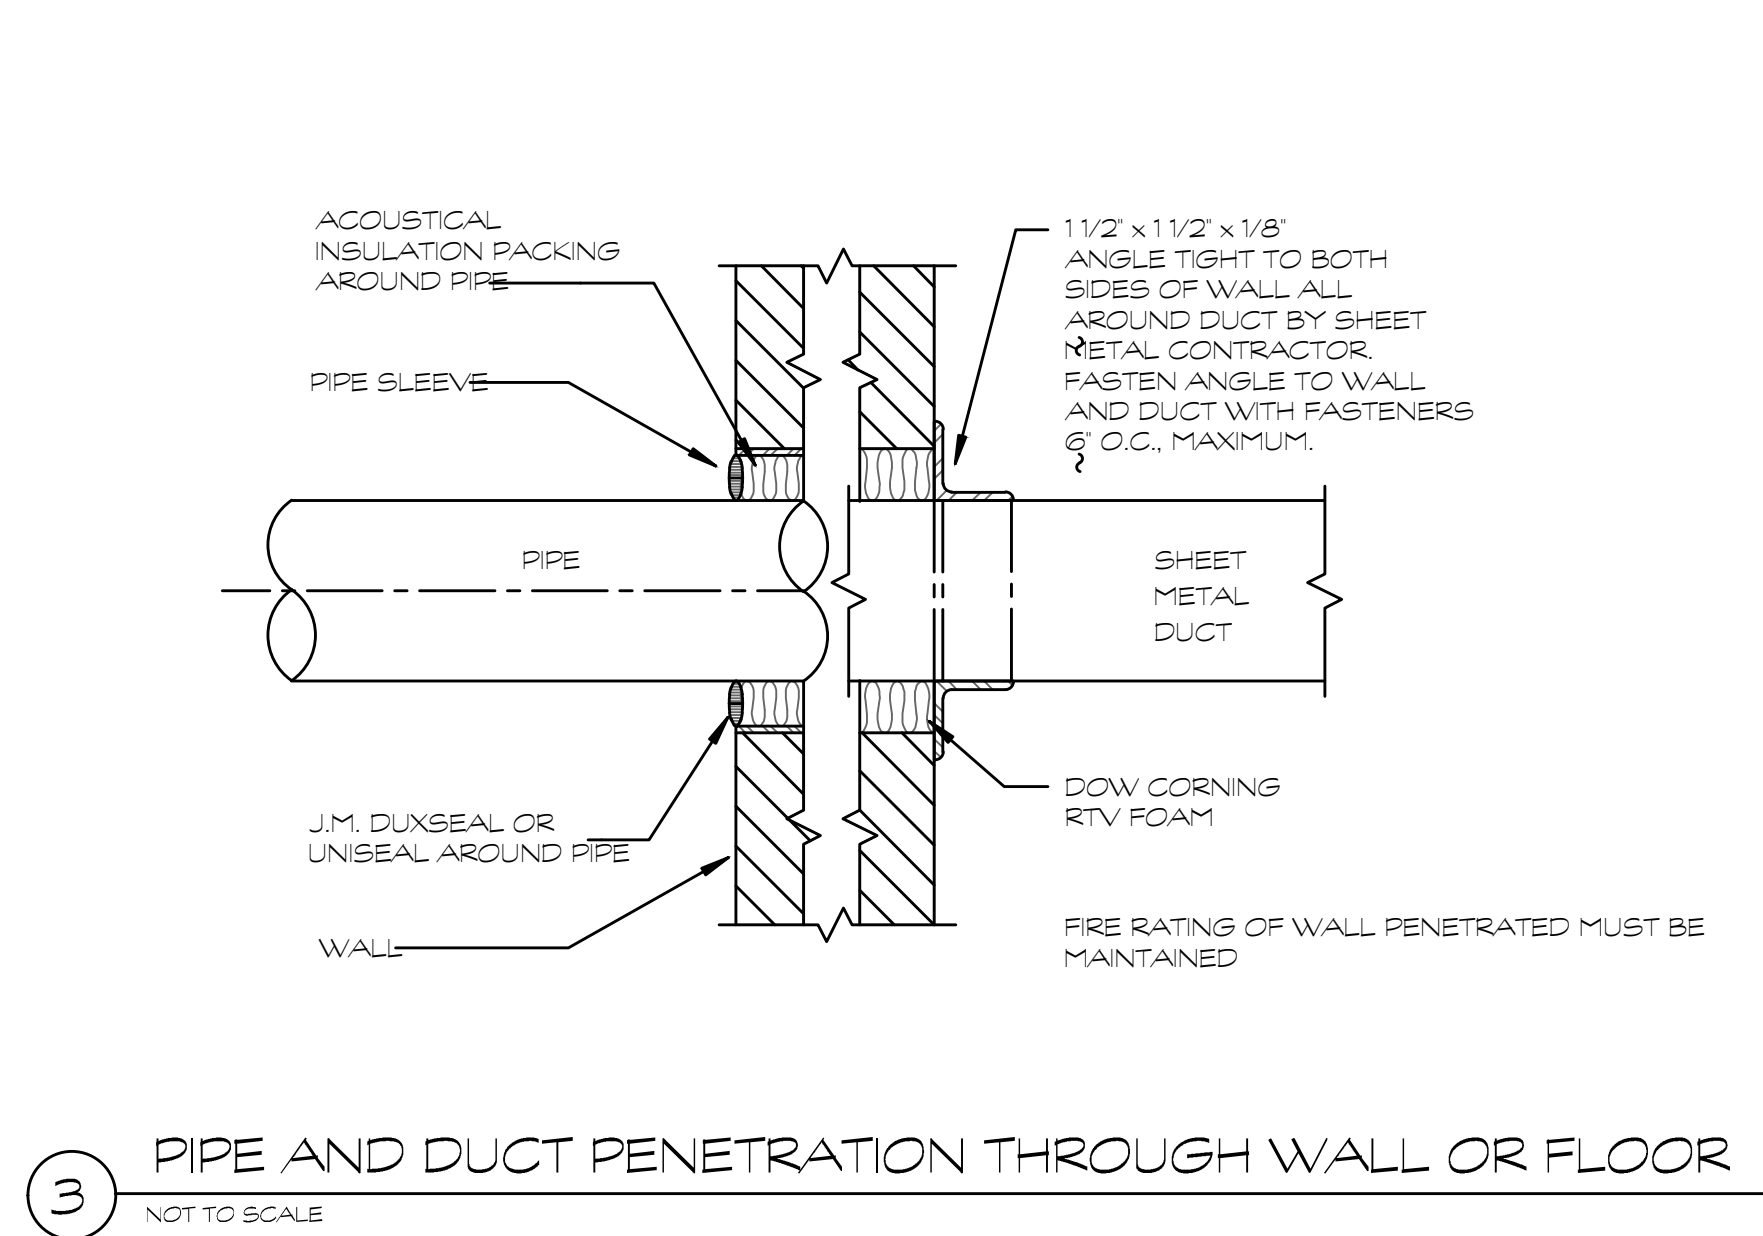 ACOUSTICAL
INSULATION PACKING
AROUND PIPE
PIPE SLEEVE
1 1/2" x 1 1/2" x 1/8"
ANGLE TIGHT TO BOTH
SIDES OF WALL ALL
AROUND DUCT BY SHEET
METAL CONTRACTOR.
FASTEN ANGLE TO WALL
AND DUCT WITH FASTENERS
6" O.C., MAXIMUM.
PIPE
SHEET
METAL
DUCT
J.M. DUXSEAL OR
UNISEAL AROUND PIPE
WALL
DOW CORNING
RTV FOAM
FIRE RATING OF WALL PENETRATED MUST BE
MAINTAINED
3
PIPE AND DUCT PENETRATION THROUGH WALL OR FLOOR
NOT TO SCALE